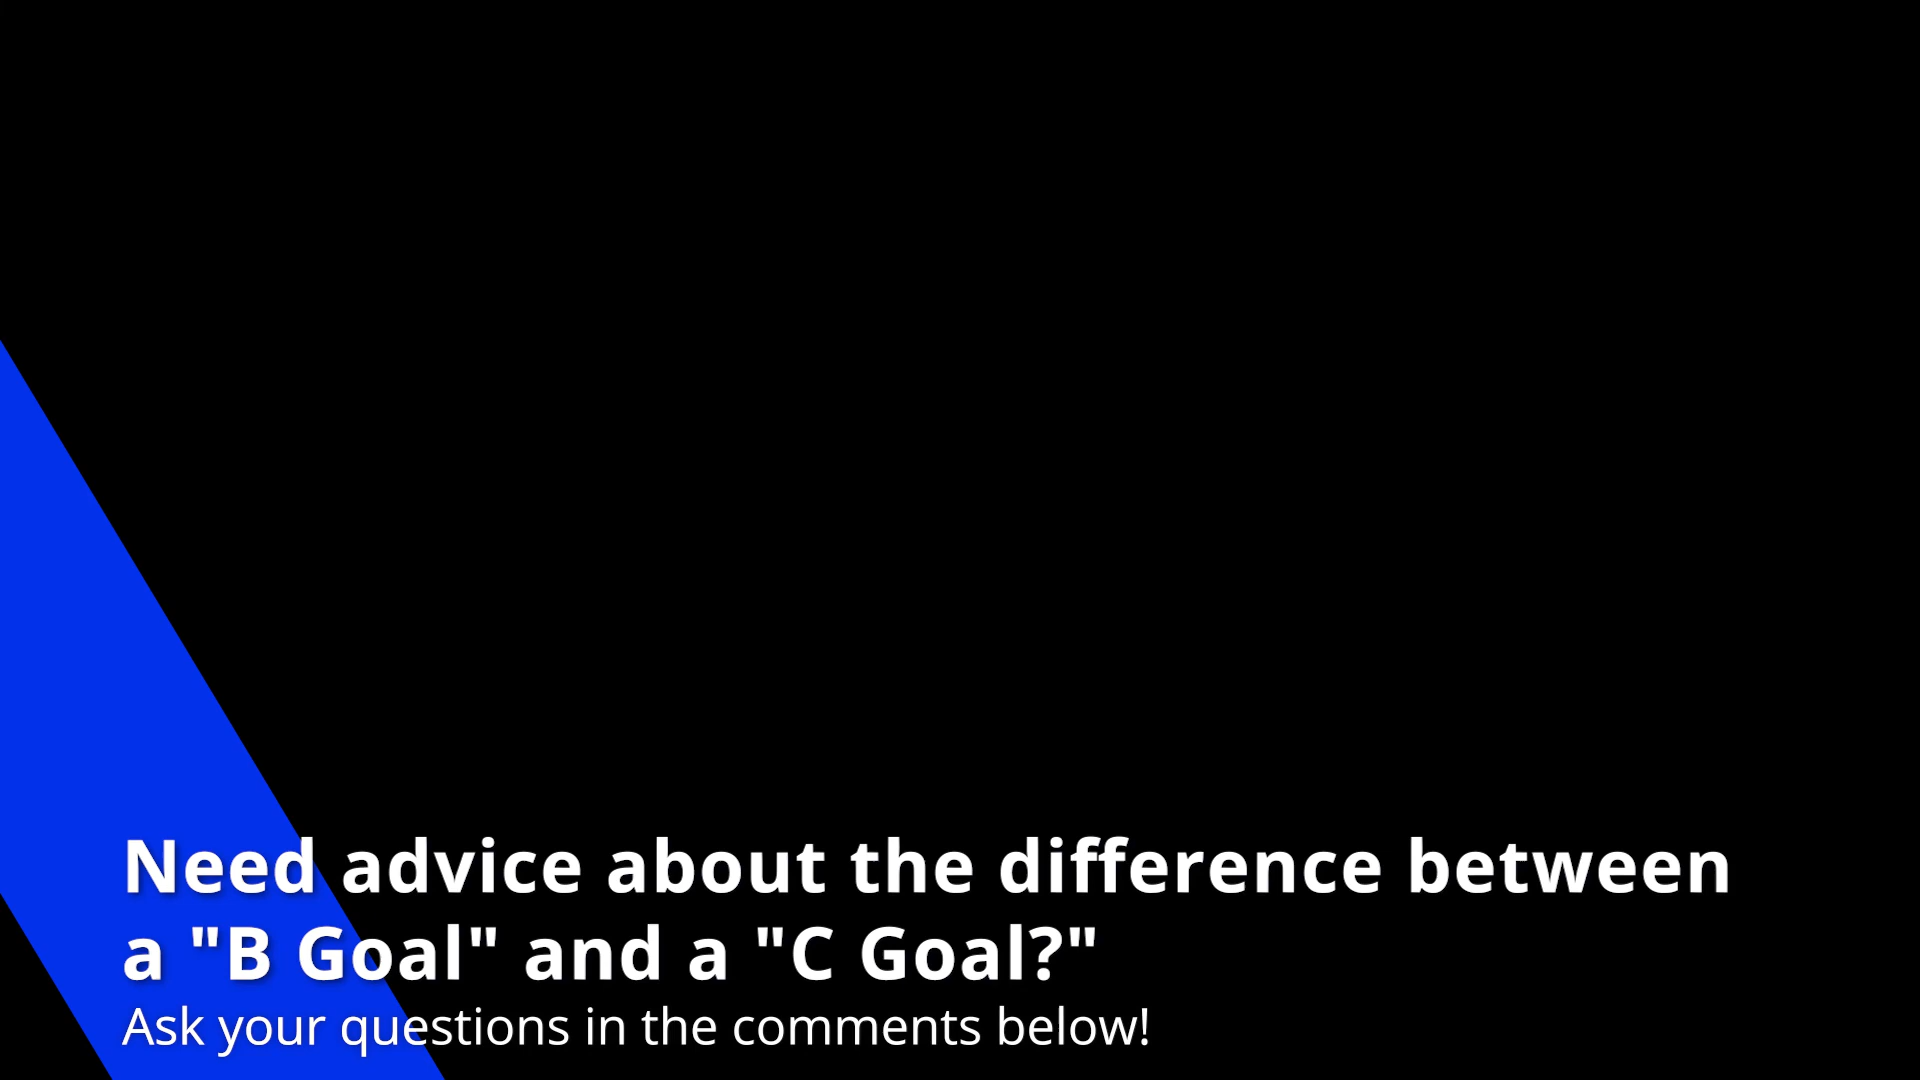 Need advice about the difference between
a "B Goal" and a "C Goal?"
Ask your questions in the comments below!